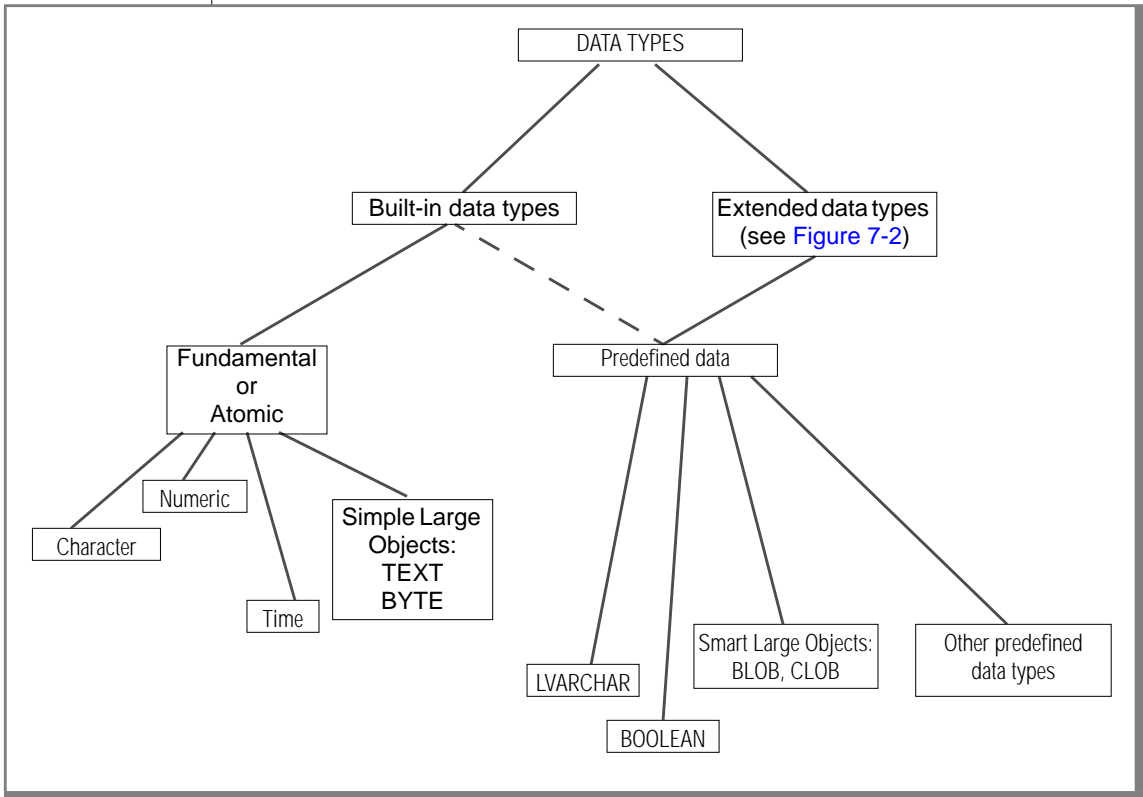 DATA TYPES
Built-in data types
Extended data types
(see Figure 7-2)
Fundamental
or
Atomic
Predefined data
Numeric
Character
Simple Large
Objects:
TEXT
BYTE
Time
Smart Large Objects:
BLOB, CLOB
Other predefined
data types
LVARCHAR
BOOLEAN